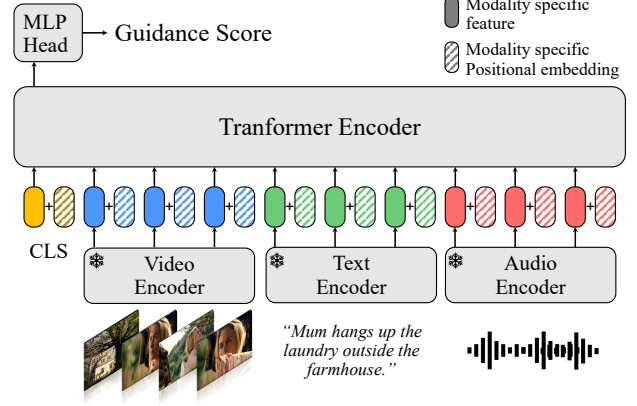 MLP
Head
Guidance Score
Modality specific
feature
Modality specific
Positional embedding
Tranformer Encoder
+ + + + + + + + + +
CLS
Video
Encoder
Text
Encoder
Audio
Encoder
“Mum hangs up the
laundry outside the
farmhouse.”